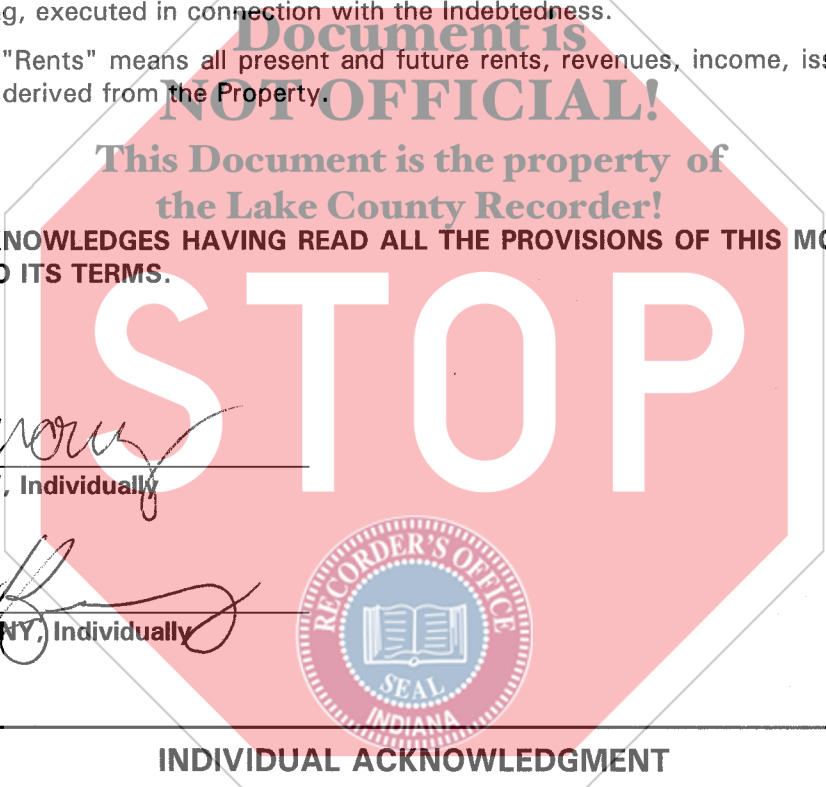 g, executed in connection with the Indebtedness.
Document is
"Rents" means all present and future rents, revenues, income, iss
derived from the Property.
NOT OFFICIAL!
This Document is the property of
the Lake County Recorder!
NOWLEDGES HAVING READ ALL THE PROVISIONS OF THIS MO
O ITS TERMS.
STOP
, Individually
RECORDER'S OFFICE
NY, Individually
SEAL
INDIANA
INDIVIDUAL ACKNOWLEDGMENT